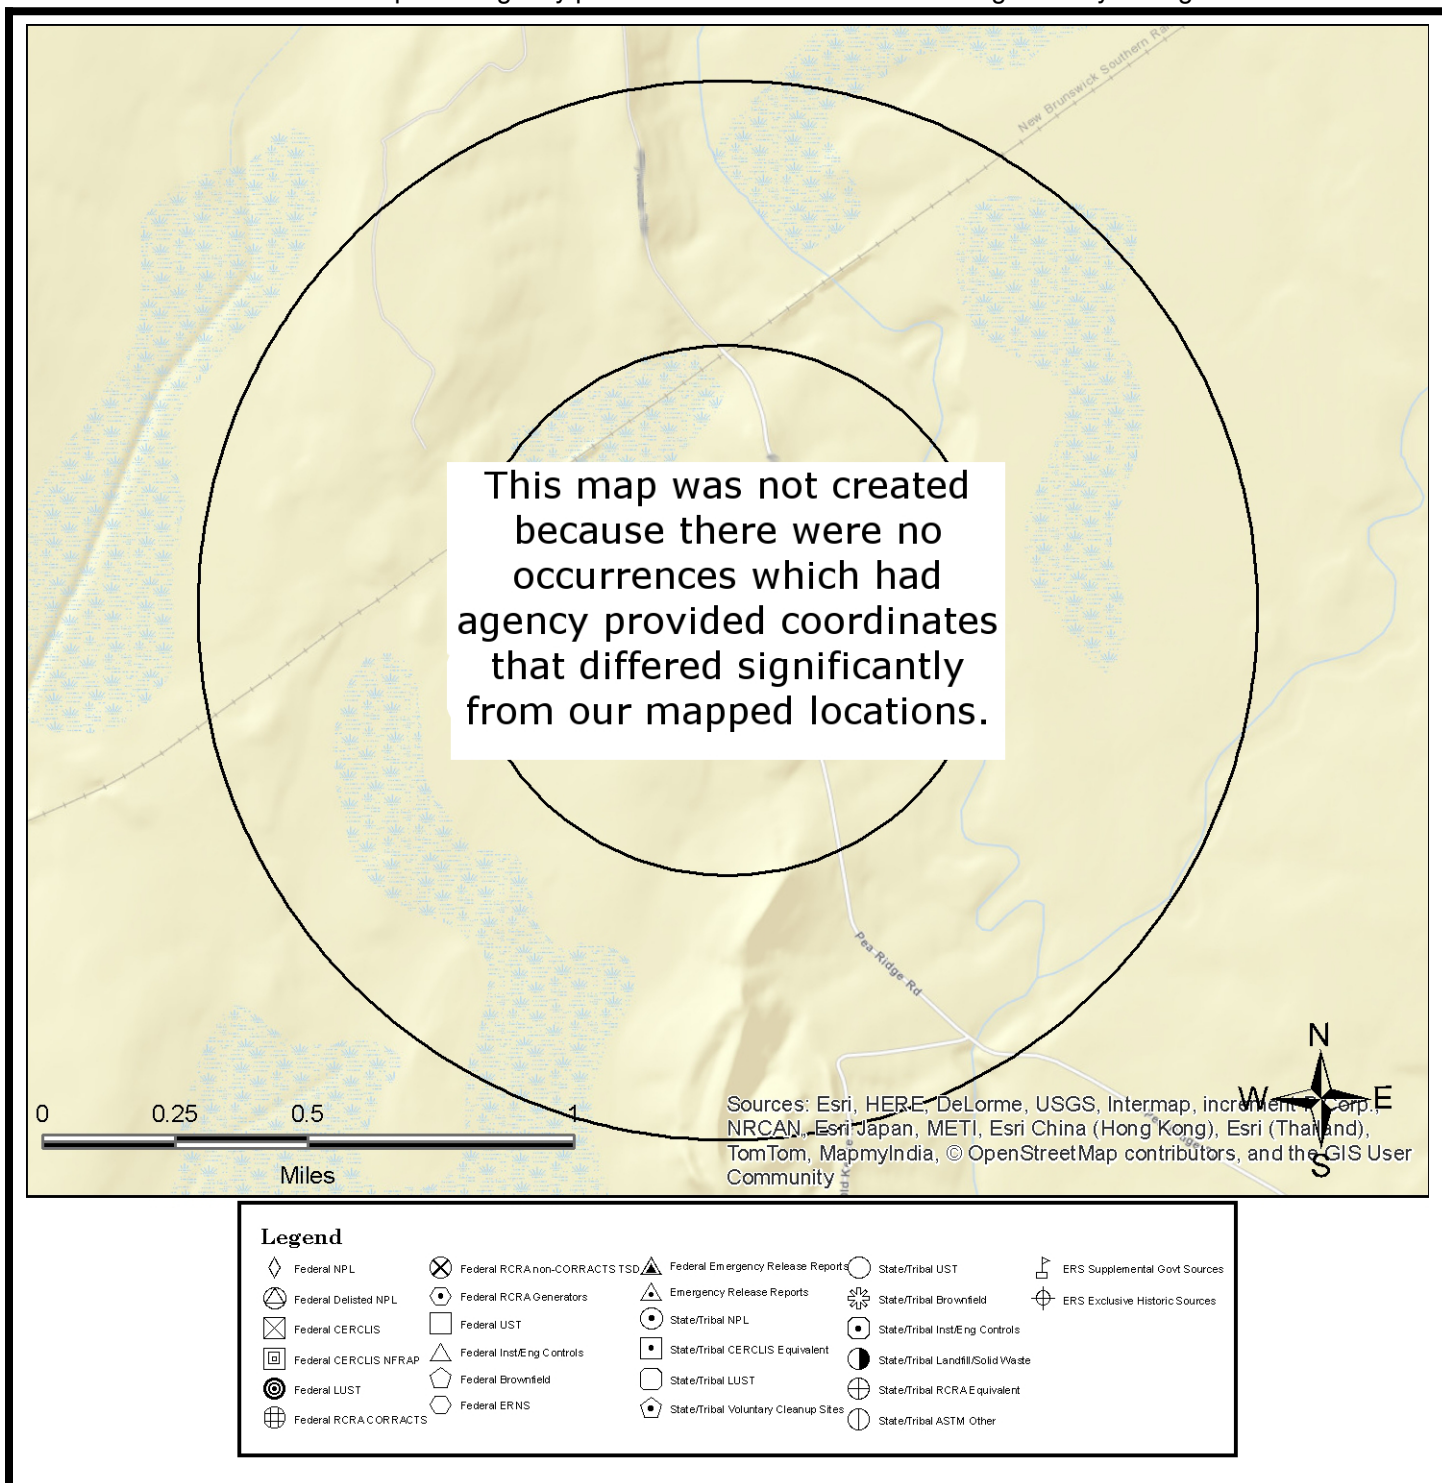 New Brunswick Southern
This map was not created
because there were no
occurrences which had
agency provided coordinates
that differed significantly
from our mapped locations.
Pea Ridge Rd
N
W E
S
0 0.25 0.5 1
Miles
Sources: Esri, HERE, DeLorme, USGS, Intermap, increment P Corp.,
NRCAN, Esri Japan, METI, Esri China (Hong Kong), Esri (Thailand),
TomTom, MapmyIndia, © OpenStreetMap contributors, and the GIS User
Community
Legend
Federal NPL
Federal Delisted NPL
Federal CERCLIS
Federal CERCLIS NFRAP
Federal LUST
Federal RCRA CORRACTS
Federal RCRA non-CORRACTS TSD
Federal RCRA Generators
Federal UST
Federal Inst/Eng Controls
Federal Brownfield
Federal ERNS
Federal Emergency Release Reports
Emergency Release Reports
State/Tribal NPL
State/Tribal CERCLIS Equivalent
State/Tribal LUST
State/Tribal Voluntary Cleanup Sites
State/Tribal UST
State/Tribal Brownfield
State/Tribal Inst/Eng Controls
State/Tribal Landfill/Solid Waste
State/Tribal RCRA Equivalent
State/Tribal ASTM Other
ERS Supplemental Govt Sources
ERS Exclusive Historic Sources